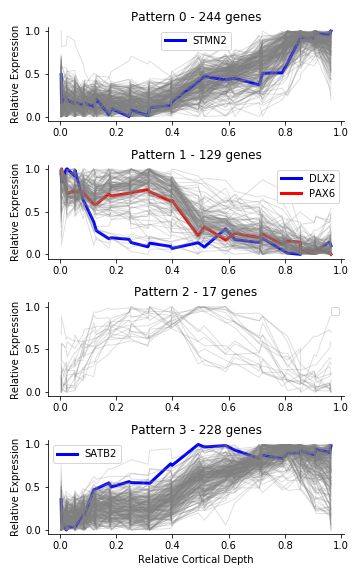 Pattern 0 - 244 genes
Relative Expression
1.0
0.5
0.0
STMN2
0.0 0.2 0.4 0.6 0.8 1.0
Pattern 1 - 129 genes
Relative Expression
1.0
0.5
0.0
DLX2
PAX6
0.0 0.2 0.4 0.6 0.8 1.0
Pattern 2 - 17 genes
Relative Expression
1.0
0.5
0.0
0.0 0.2 0.4 0.6 0.8 1.0
Pattern 3 - 228 genes
Relative Expression
1.0
0.5
0.0
SATB2
0.0 0.2 0.4 0.6 0.8 1.0
Relative Cortical Depth